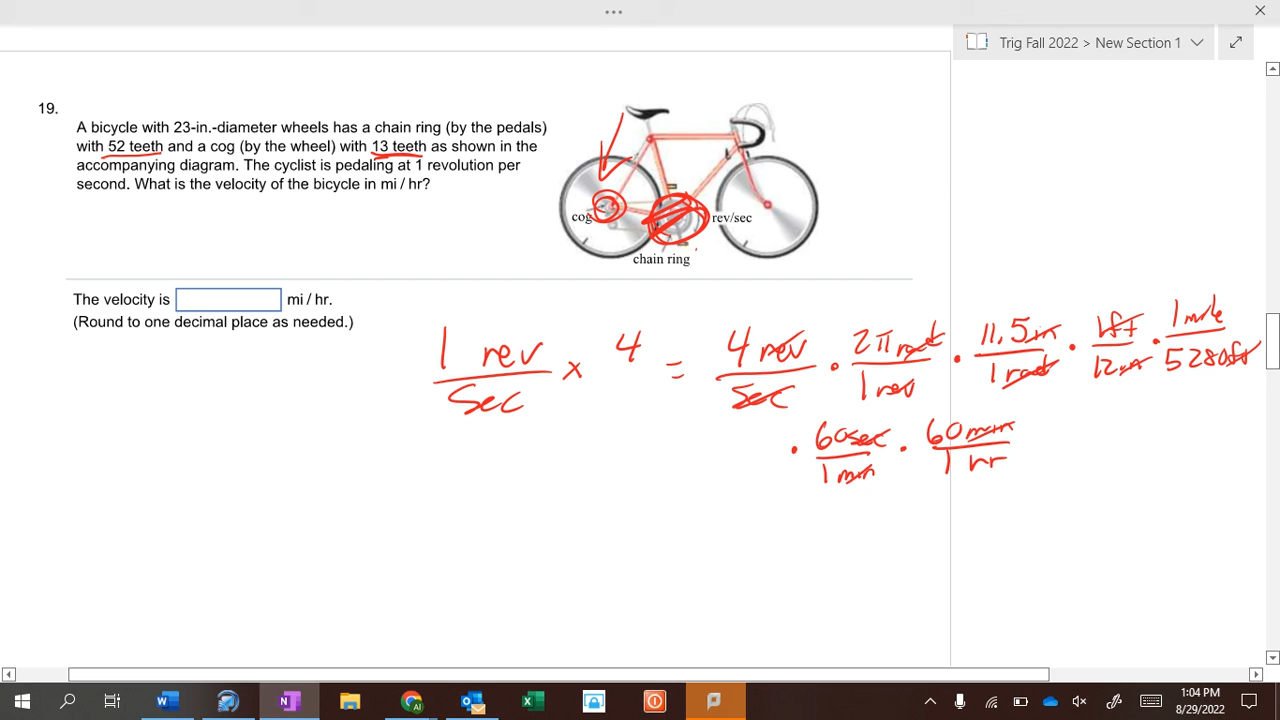 Trig Fall 2022 > New Section 1
19.
A bicycle with 23-in.-diameter wheels has a chain ring (by the pedals)
with 52 teeth and a cog (by the wheel) with 13 teeth as shown in the
accompanying diagram. The cyclist is pedaling at 1 revolution per
second. What is the velocity of the bicycle in mi / hr?
cog
rev/sec
chain ring
The velocity is mi / hr.
(Round to one decimal place as needed.)
1 rev / sec × 4 = 4 rev / sec · 2π rad / 1 rev · 11.5 in / 1 rad · 1 ft / 12 in · 1 mile / 5280 ft
· 60 sec / 1 min · 60 min / 1 hr
1:04 PM
8/29/2022